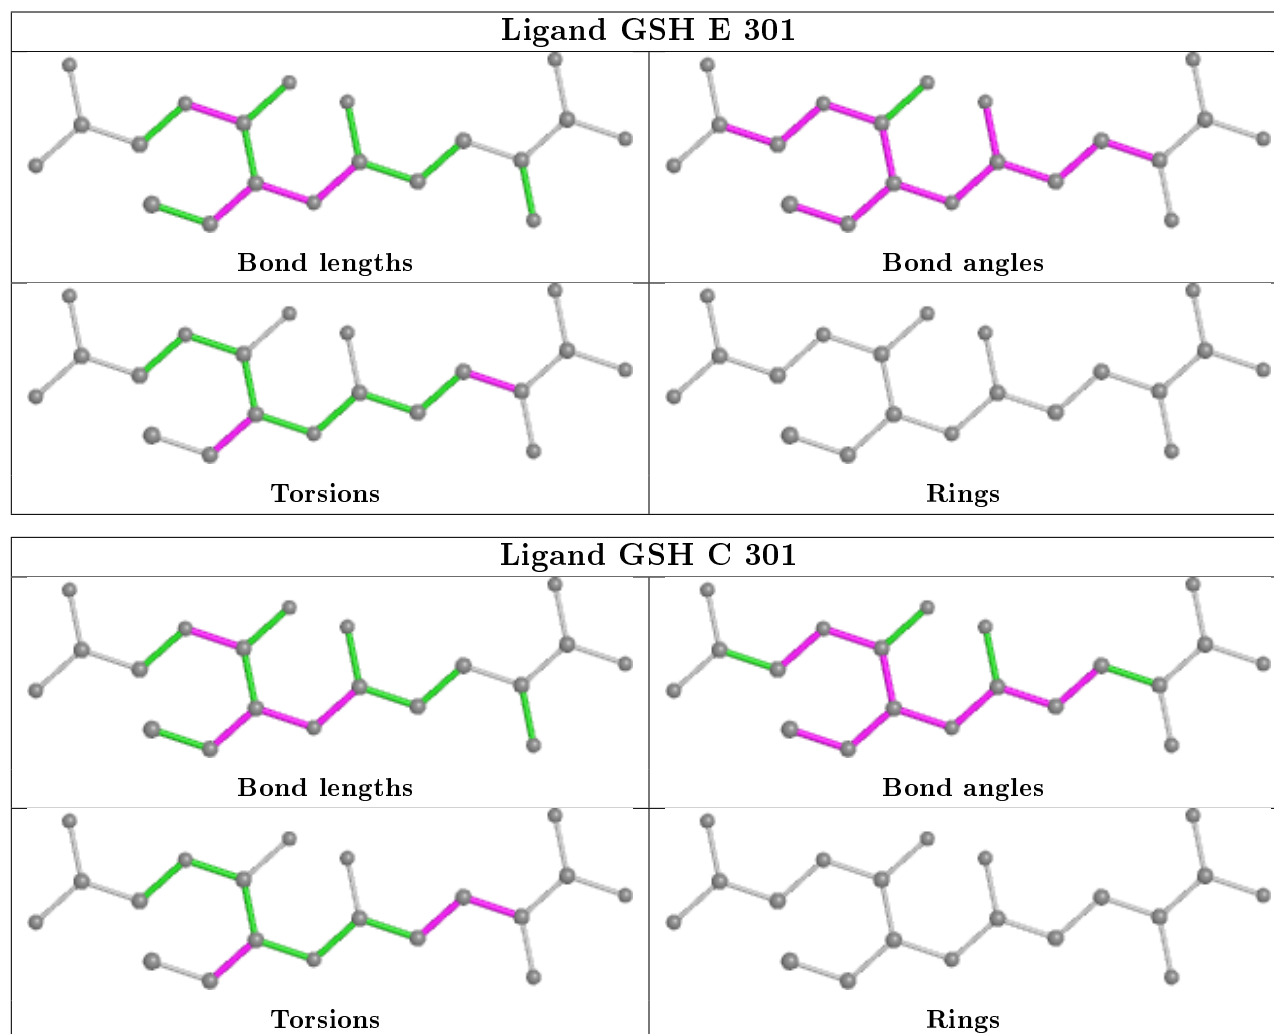 Ligand GSH E 301
Bond lengths
Bond angles
Torsions
Rings
Ligand GSH C 301
Bond lengths
Bond angles
Torsions
Rings